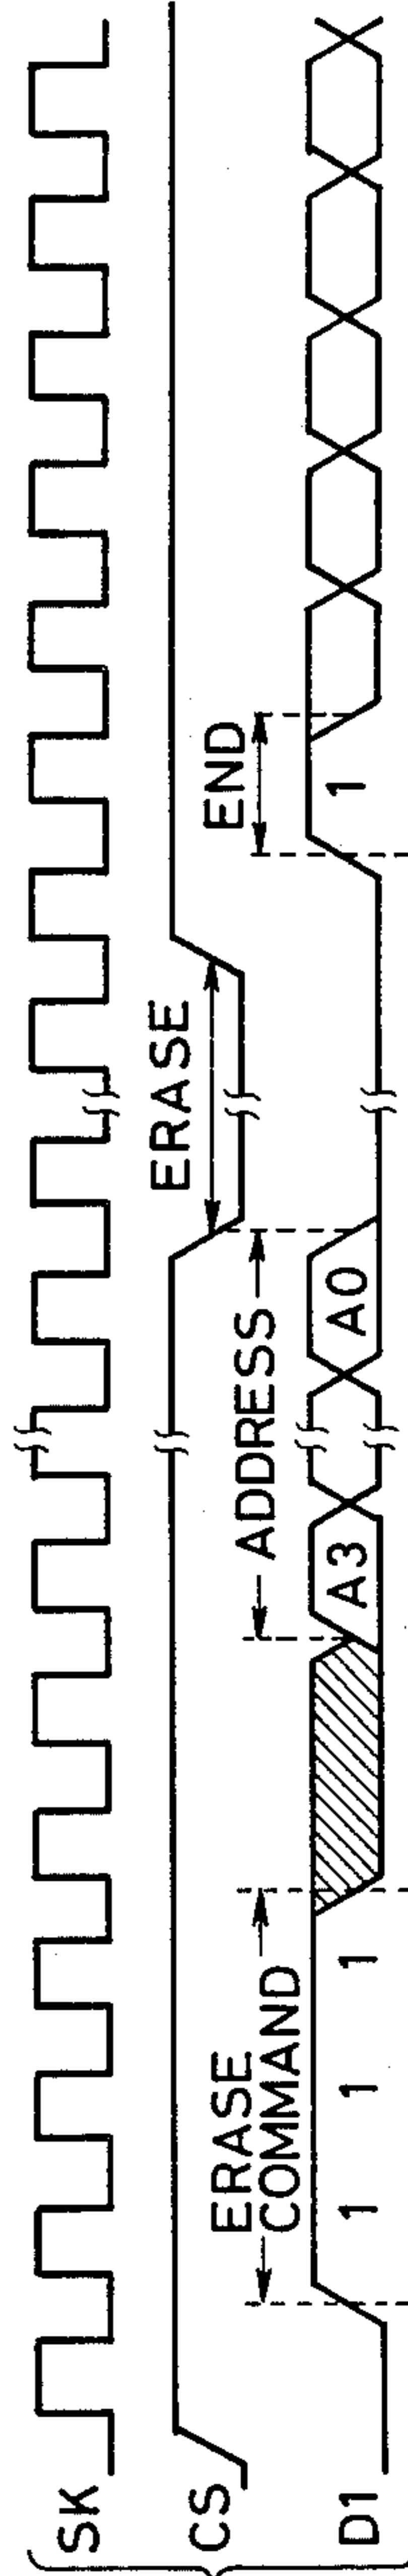 SK
CS
ERASE
D1
ERASE
COMMAND
1 1 1
ADDRESS
A3
A0
END
1